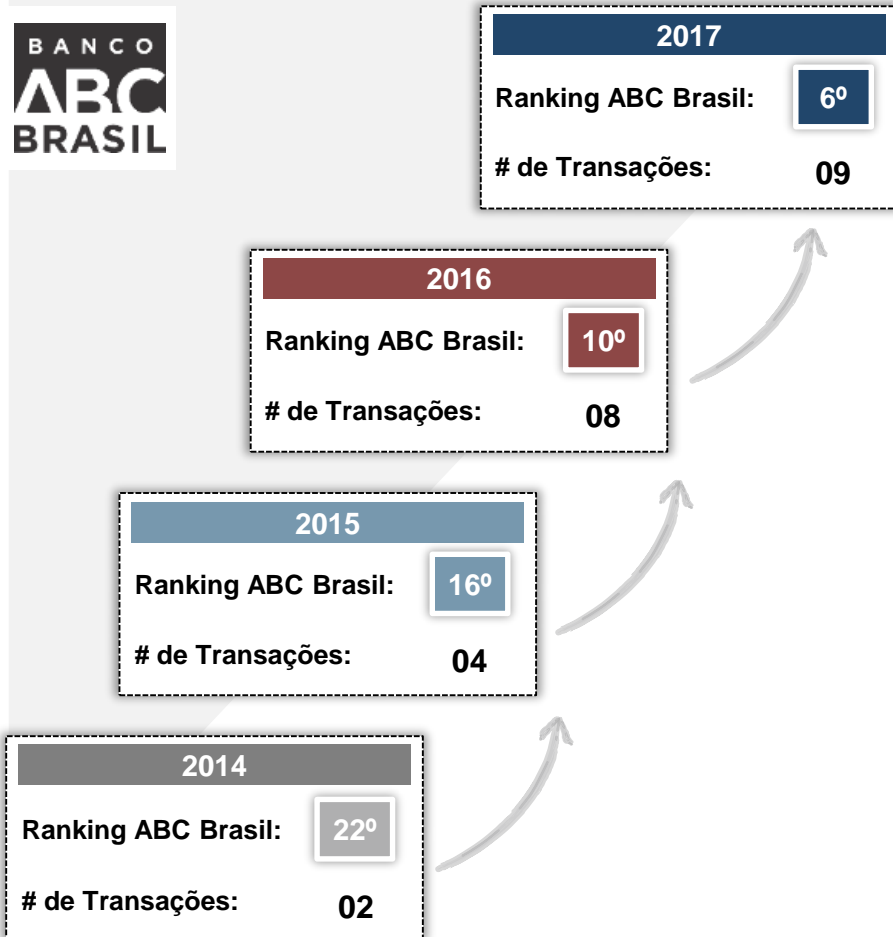 BANCO
ABC
BRASIL
2017
Ranking ABC Brasil: 6º
# de Transações: 09
2016
Ranking ABC Brasil: 10º
# de Transações: 08
2015
Ranking ABC Brasil: 16º
# de Transações: 04
2014
Ranking ABC Brasil: 22º
# de Transações: 02